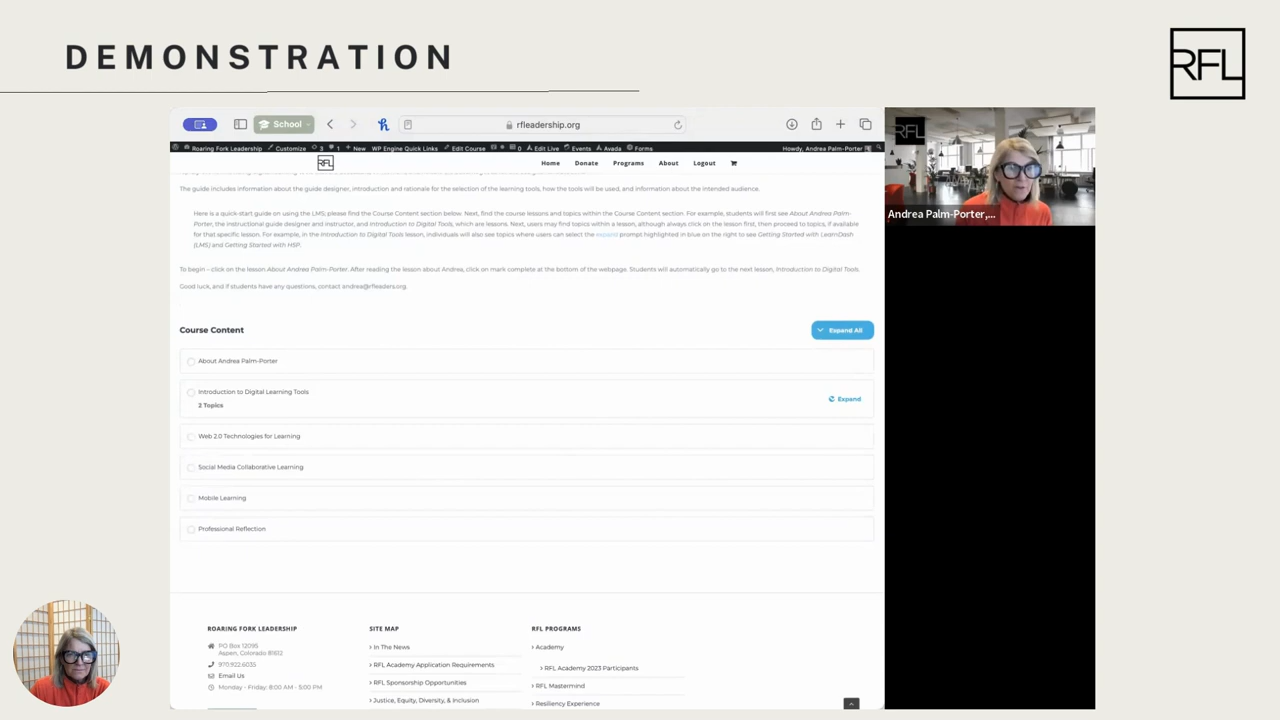 DEMONSTRATION
RFL
School
rfleadership.org
Roaring Fork Leadership Customize 3 1 New WP Engine Quick Links Edit Course 0 Edit Live Events Avada Forms Howdy, Andrea Palm-Porter
RFL
Home Donate Programs About Logout
The guide includes information about the guide designer, introduction and rationale for the selection of the learning tools, how the tools will be used, and information about the intended audience.
Here is a quick-start guide on using the LMS; please find the Course Content section below. Next, find the course lessons and topics within the Course Content section. For example, students will first see About Andrea Palm-
Porter, the instructional guide designer and instructor, and Introduction to Digital Tools, which are lessons. Next, users may find topics within a lesson, although always click on the lesson first, then proceed to topics, if available
for that specific lesson. For example, in the Introduction to Digital Tools lesson, individuals will also see topics where users can select the expand prompt highlighted in blue on the right to see Getting Started with LearnDash
(LMS) and Getting Started with H5P.
To begin – click on the lesson About Andrea Palm-Porter. After reading the lesson about Andrea, click on mark complete at the bottom of the webpage. Students will automatically go to the next lesson, Introduction to Digital Tools.
Good luck, and if students have any questions, contact andrea@rfleaders.org.
Course Content
Expand All
About Andrea Palm-Porter
Introduction to Digital Learning Tools
2 Topics
Expand
Web 2.0 Technologies for Learning
Social Media Collaborative Learning
Mobile Learning
Professional Reflection
ROARING FORK LEADERSHIP
PO Box 12095
Aspen, Colorado 81612
970.922.6035
Email Us
Monday - Friday: 8:00 AM - 5:00 PM
SITE MAP
In The News
RFL Academy Application Requirements
RFL Sponsorship Opportunities
Justice, Equity, Diversity, & Inclusion
RFL PROGRAMS
Academy
RFL Academy 2023 Participants
RFL Mastermind
Resiliency Experience
RFL
Andrea Palm-Porter,...